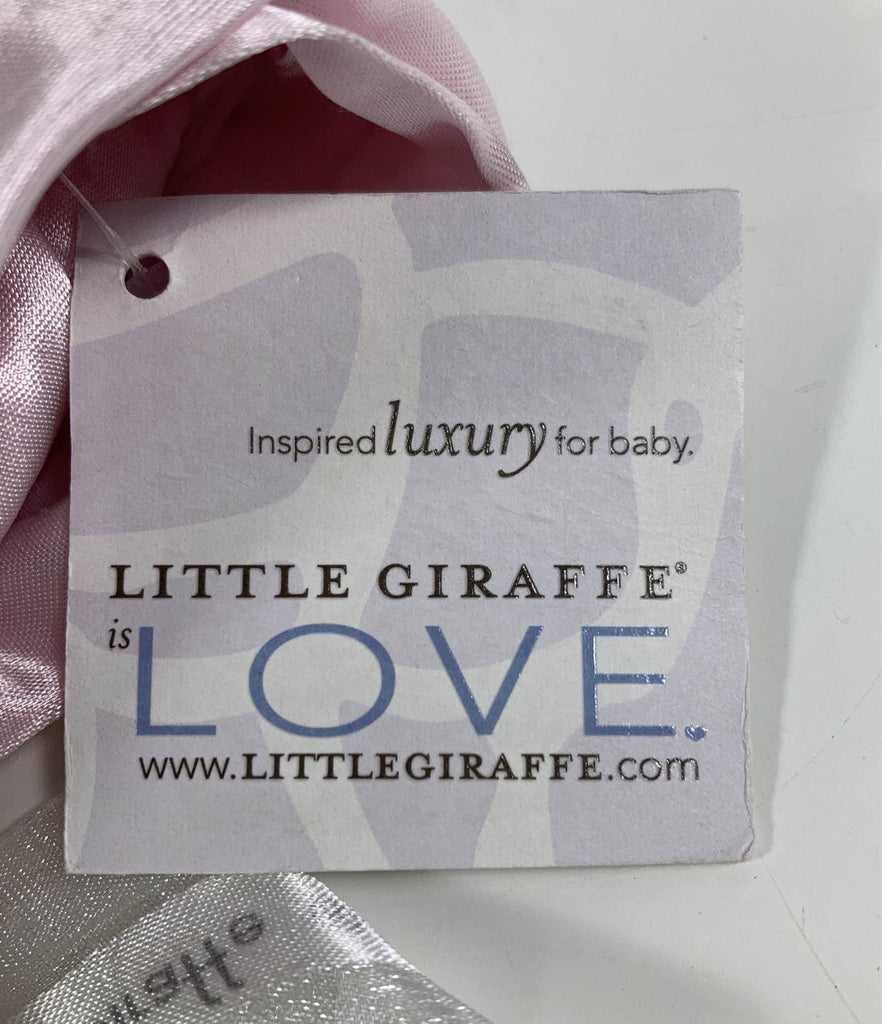 Inspired luxury for baby.
LITTLE GIRAFFE®
is LOVE.
www.LITTLEGIRAFFE.com